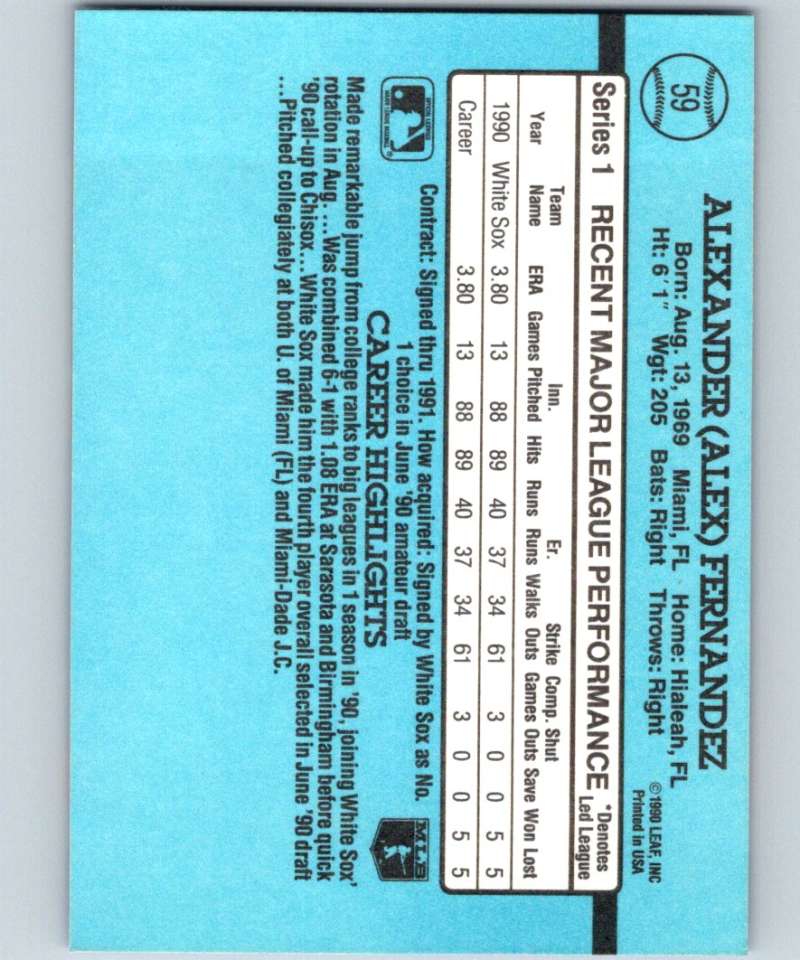 59
ALEXANDER (ALEX) FERNANDEZ
Born: Aug. 13, 1969 Miami, FL Home: Hialeah, FL
Ht: 6'1" Wgt: 205 Bats: Right Throws: Right
©1990 LEAF, INC
Printed in USA
Series 1 RECENT MAJOR LEAGUE PERFORMANCE *Denotes Led League
Year Team Name ERA Games Inn. Pitched Hits Runs Er. Runs Walks Strike Outs Comp. Games Shut Outs Save Won Lost
1990 White Sox 3.80 13 88 89 40 37 34 61 3 0 0 5 5
Career 3.80 13 88 89 40 37 34 61 3 0 0 5 5
OFFICIAL LICENSEE
MAJOR LEAGUE BASEBALL
®
Contract: Signed thru 1991. How acquired: Signed by White Sox as No.
1 choice in June '90 amateur draft
MLB
CAREER HIGHLIGHTS
Made remarkable jump from college ranks to big leagues in 1 season in '90, joining White Sox'
rotation in Aug. ...Was combined 6-1 with 1.08 ERA at Sarasota and Birmingham before quick
'90 call-up to Chisox...White Sox made him the fourth player overall selected in June '90 draft
...Pitched collegiately at both U. of Miami (FL) and Miami-Dade J.C.